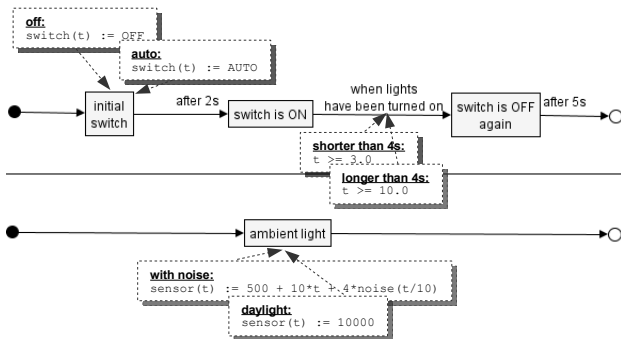 off:
switch(t) := OFF
auto:
switch(t) := AUTO
initial
switch
after 2s
switch is ON
when lights
have been turned on
switch is OFF
again
after 5s
shorter than 4s:
t >= 3.0
longer than 4s:
t >= 10.0
ambient light
with noise:
sensor(t) := 500 + 10*t + 4*noise(t/10)
daylight:
sensor(t) := 10000